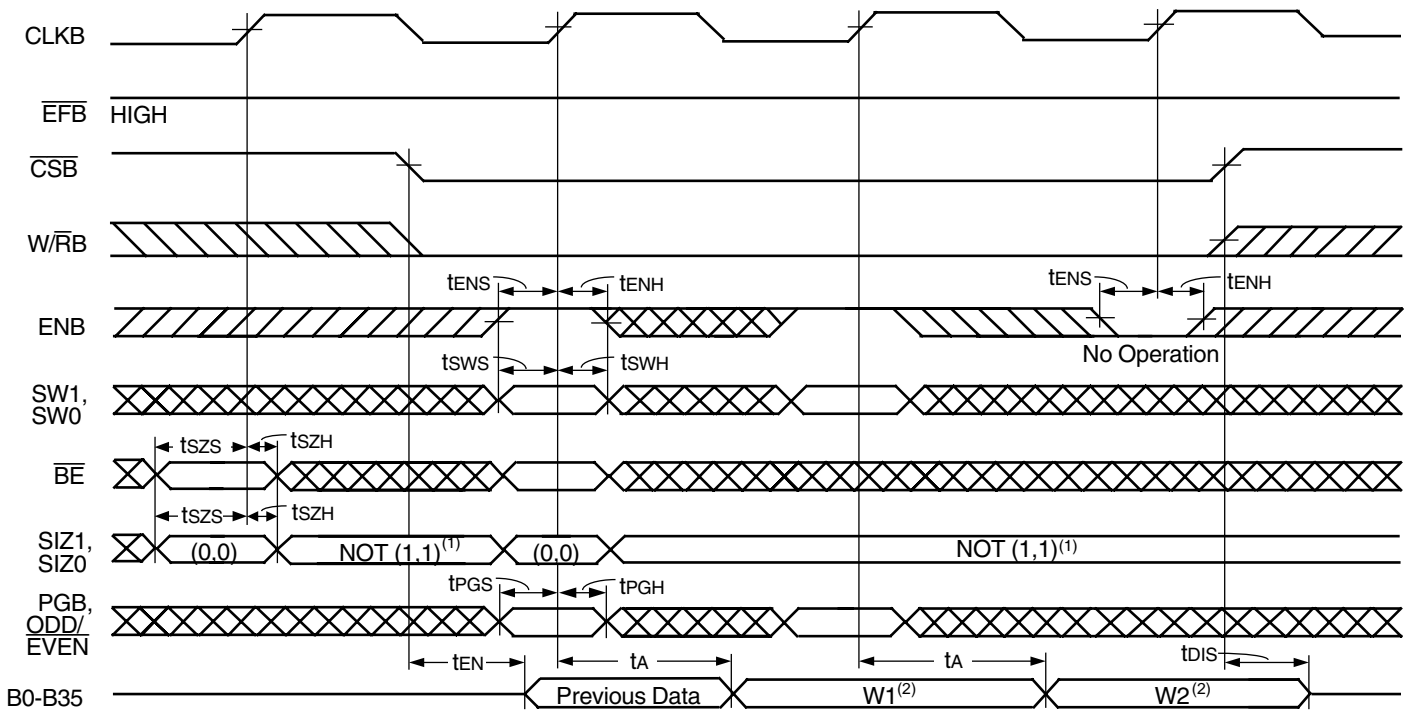 CLKB
EFB HIGH
CSB
W/RB
tENS tENH tENS tENH
ENB
No Operation
tSWS tSWH
SW1,
SW0
tSZS tSZH
BE
tSZS tSZH
SIZ1,
SIZ0
(0,0) NOT (1,1)(1) (0,0) NOT (1,1)(1)
tPGS tPGH
PGB,
ODD/
EVEN
tEN tA tA tDIS
B0-B35 Previous Data W1(2) W2(2)